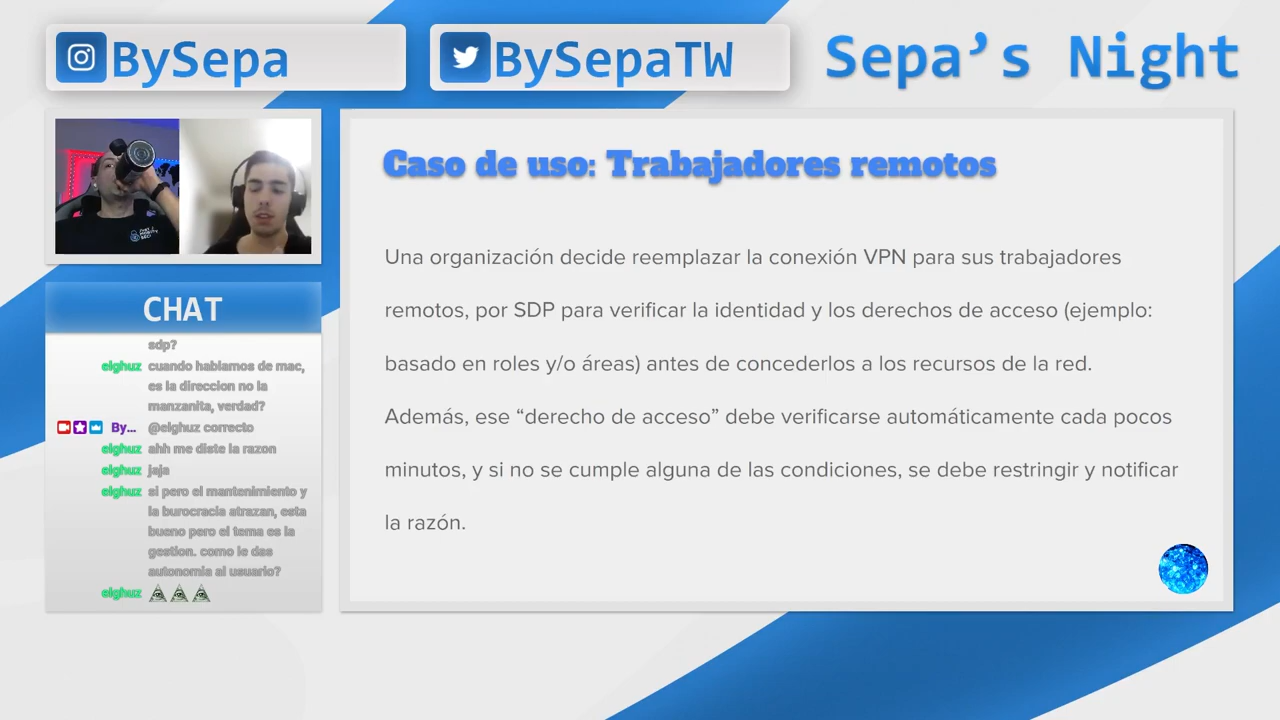 BySepa
BySepaTW
Sepa’s Night
Caso de uso: Trabajadores remotos
Una organización decide reemplazar la conexión VPN para sus trabajadores
remotos, por SDP para verificar la identidad y los derechos de acceso (ejemplo:
basado en roles y/o áreas) antes de concederlos a los recursos de la red.
Además, ese “derecho de acceso” debe verificarse automáticamente cada pocos
minutos, y si no se cumple alguna de las condiciones, se debe restringir y notificar
la razón.
CHAT
sdp?
elghuz cuando hablamos de mac,
es la direccion no la
manzanita, verdad?
By... @elghuz correcto
elghuz ahh me diste la razon
elghuz jaja
elghuz si pero el mantenimiento y
la burocracia atrazan, esta
bueno pero el tema es la
gestion. como le das
autonomia al usuario?
elghuz